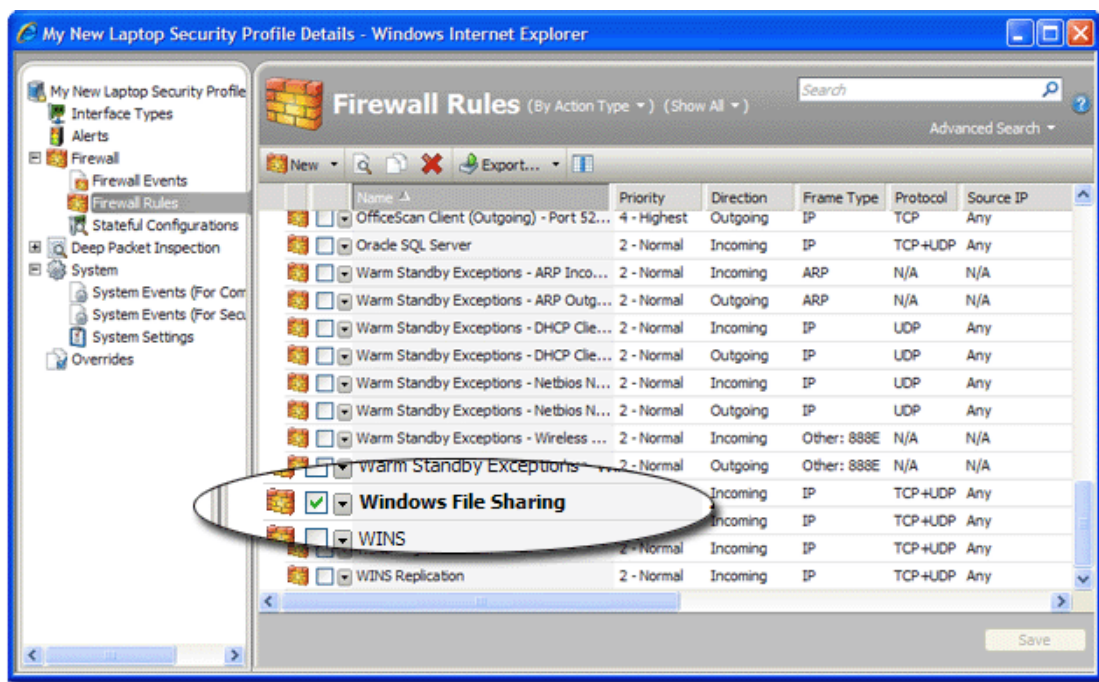 My New Laptop Security Profile Details - Windows Internet Explorer
My New Laptop Security Profile
Interface Types
Alerts
Firewall
Firewall Events
Firewall Rules
Stateful Configurations
Deep Packet Inspection
System
System Events (For Com
System Events (For Secu
System Settings
Overrides
Firewall Rules (By Action Type) (Show All)
Search
Advanced Search
New Export...
Name Priority Direction Frame Type Protocol Source IP
OfficeScan Client (Outgoing) - Port 52... 4 - Highest Outgoing IP TCP Any
Oracle SQL Server 2 - Normal Incoming IP TCP+UDP Any
Warm Standby Exceptions - ARP Inco... 2 - Normal Incoming ARP N/A N/A
Warm Standby Exceptions - ARP Outg... 2 - Normal Outgoing ARP N/A N/A
Warm Standby Exceptions - DHCP Clie... 2 - Normal Incoming IP UDP Any
Warm Standby Exceptions - DHCP Clie... 2 - Normal Outgoing IP UDP Any
Warm Standby Exceptions - Netbios N... 2 - Normal Incoming IP UDP Any
Warm Standby Exceptions - Netbios N... 2 - Normal Outgoing IP UDP Any
Warm Standby Exceptions - Wireless ... 2 - Normal Incoming Other: 888E N/A N/A
Warm Standby Exceptions - 2 - Normal Outgoing Other: 888E N/A N/A
Windows File Sharing Incoming IP TCP+UDP Any
WINS Incoming IP TCP+UDP Any
2 - Normal Incoming IP TCP+UDP Any
WINS Replication 2 - Normal Incoming IP TCP+UDP Any
Save